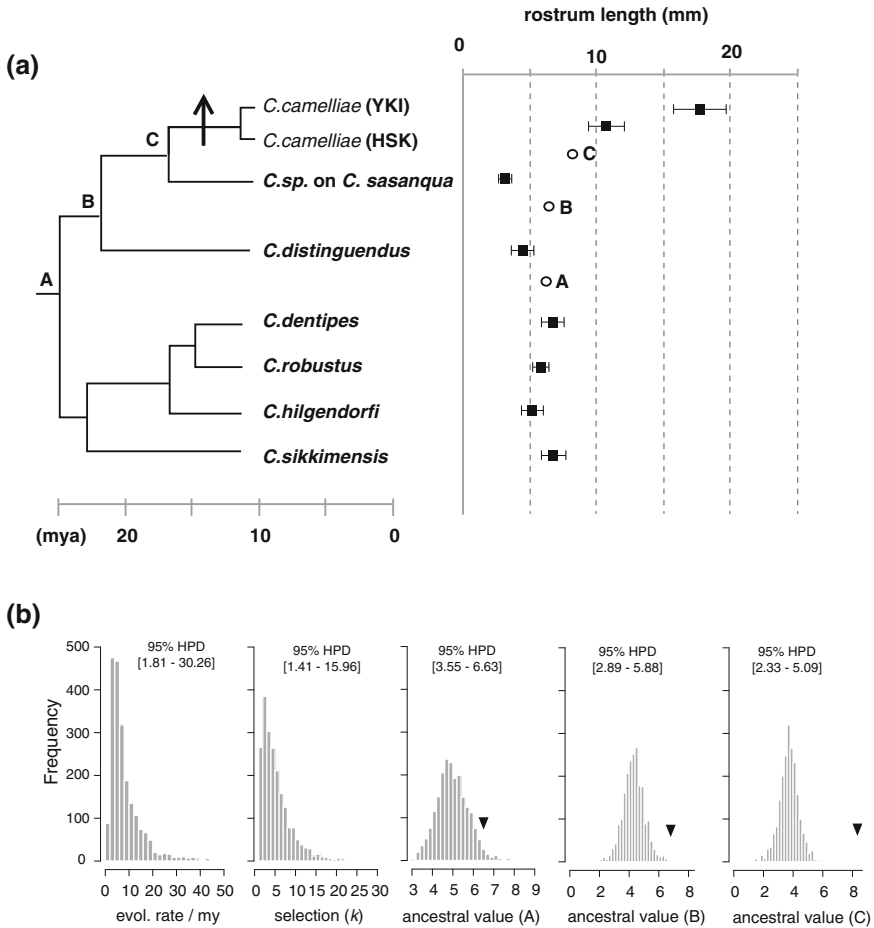 rostrum length (mm)
0 10 20
(a)
C.camelliae (YKI)
C.camelliae (HSK)
C
C
C.sp. on C. sasanqua
B
B
C.distinguendus
A
A
C.dentipes
C.robustus
C.hilgendorfi
C.sikkimensis
(mya) 20 10 0
(b)
95% HPD
[1.81 - 30.26]
95% HPD
[1.41 - 15.96]
95% HPD
[3.55 - 6.63]
95% HPD
[2.89 - 5.88]
95% HPD
[2.33 - 5.09]
Frequency
500
400
300
200
100
0
0 10 20 30 40 50
evol. rate / my
0 5 10 15 20 25 30
selection (k)
3 4 5 6 7 8 9
ancestral value (A)
0 2 4 6 8
ancestral value (B)
0 2 4 6 8
ancestral value (C)